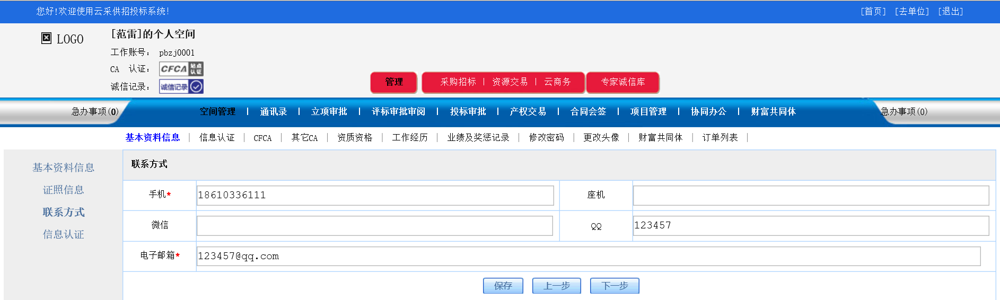 您好!欢迎使用云采供招投标系统! [首页] [去单位] [退出]
LOGO
[范雷]的个人空间
工作账号: pbzj0001
CA 认证: CFCA 站点认证
诚信记录: 诚信记录
管理 采购招标 | 资源交易 | 云商务 专家诚信库
急办事项(0) 空间管理 | 通讯录 | 立项审批 | 评标审批审阅 | 投标审批 | 产权交易 | 合同会签 | 项目管理 | 协同办公 | 财富共同体 急办事项(0)
基本资料信息 | 信息认证 | CFCA | 其它CA | 资质资格 | 工作经历 | 业绩及奖惩记录 | 修改密码 | 更改头像 | 财富共同体 | 订单列表 |
基本资料信息
证照信息
联系方式
信息认证
联系方式
手机* 18610336111 座机
微信 QQ 123457
电子邮箱* 123457@qq.com
保存 上一步 下一步